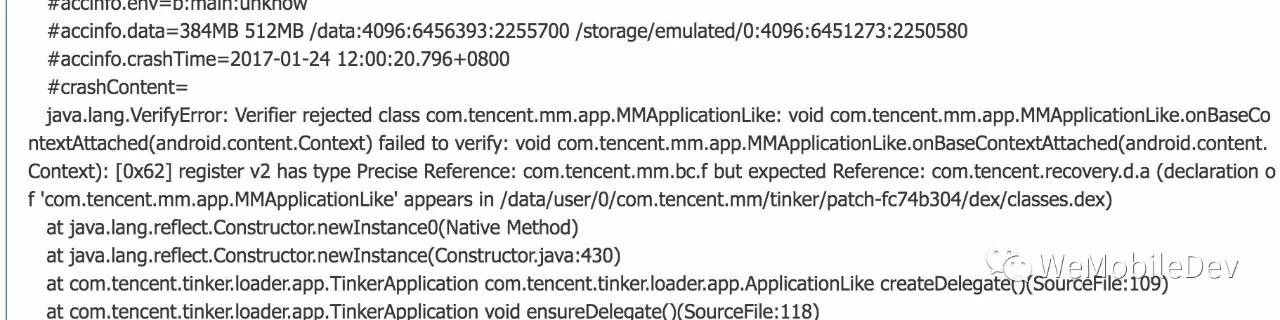 #accinfo.env=b:main:unknow
#accinfo.data=384MB 512MB /data:4096:6456393:2255700 /storage/emulated/0:4096:6451273:2250580
#accinfo.crashTime=2017-01-24 12:00:20.796+0800
#crashContent=
java.lang.VerifyError: Verifier rejected class com.tencent.mm.app.MMApplicationLike: void com.tencent.mm.app.MMApplicationLike.onBaseCo
ntextAttached(android.content.Context) failed to verify: void com.tencent.mm.app.MMApplicationLike.onBaseContextAttached(android.content.
Context): [0x62] register v2 has type Precise Reference: com.tencent.mm.bc.f but expected Reference: com.tencent.recovery.d.a (declaration o
f 'com.tencent.mm.app.MMApplicationLike' appears in /data/user/0/com.tencent.mm/tinker/patch-fc74b304/dex/classes.dex)
at java.lang.reflect.Constructor.newInstance0(Native Method)
at java.lang.reflect.Constructor.newInstance(Constructor.java:430)
at com.tencent.tinker.loader.app.TinkerApplication com.tencent.tinker.loader.app.ApplicationLike createDelegate()(SourceFile:109)
at com.tencent.tinker.loader.app.TinkerApplication void ensureDelegate()(SourceFile:118)
WeMobileDev